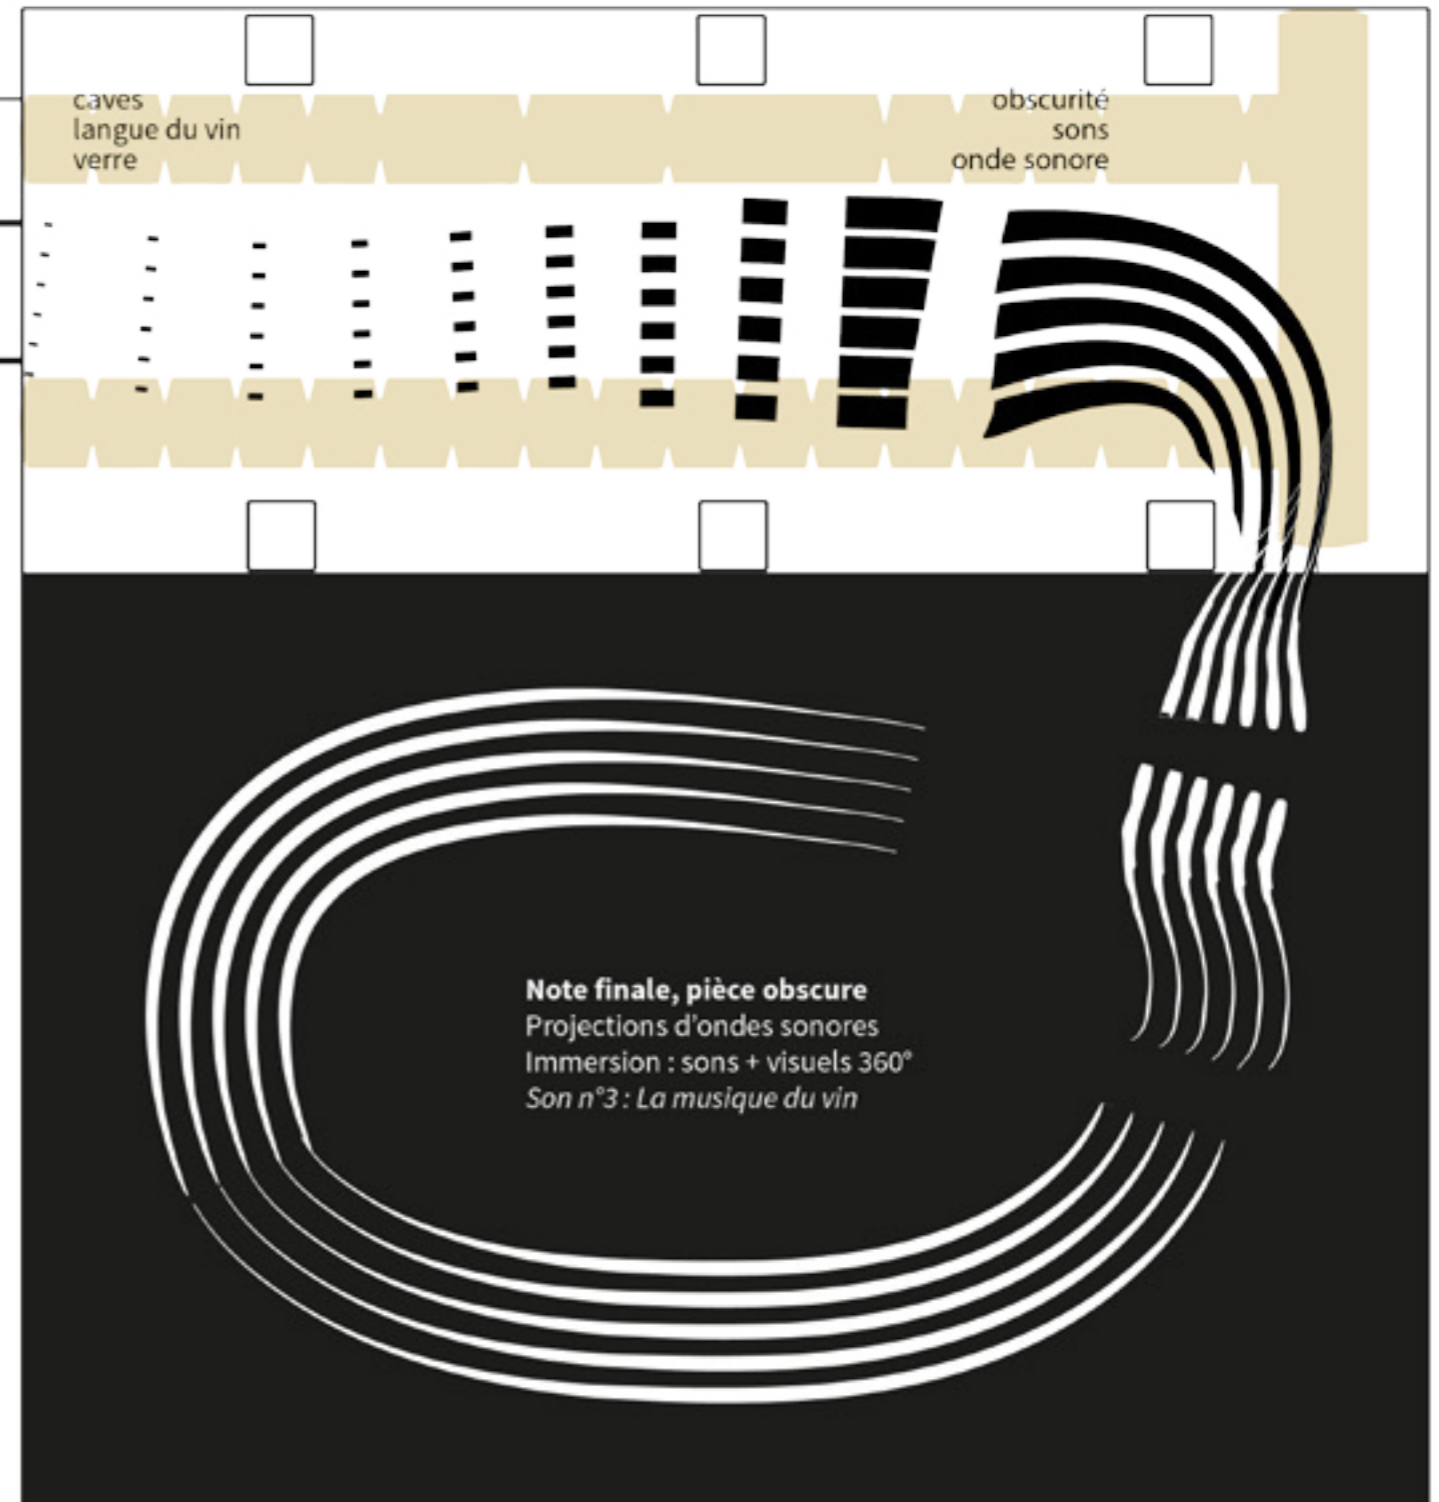 caves
langue du vin
verre
obscurité
sons
onde sonore
Note finale, pièce obscure
Projections d'ondes sonores
Immersion : sons + visuels 360°
Son n°3 : La musique du vin